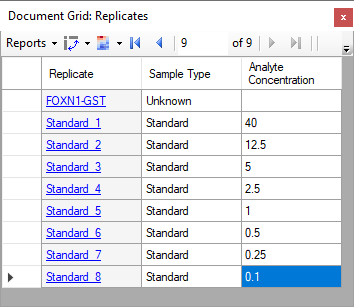 Document Grid: Replicates
Reports 9 of 9
Replicate Sample Type Analyte Concentration
FOXN1-GST Unknown
Standard_1 Standard 40
Standard_2 Standard 12.5
Standard_3 Standard 5
Standard_4 Standard 2.5
Standard_5 Standard 1
Standard_6 Standard 0.5
Standard_7 Standard 0.25
Standard_8 Standard 0.1